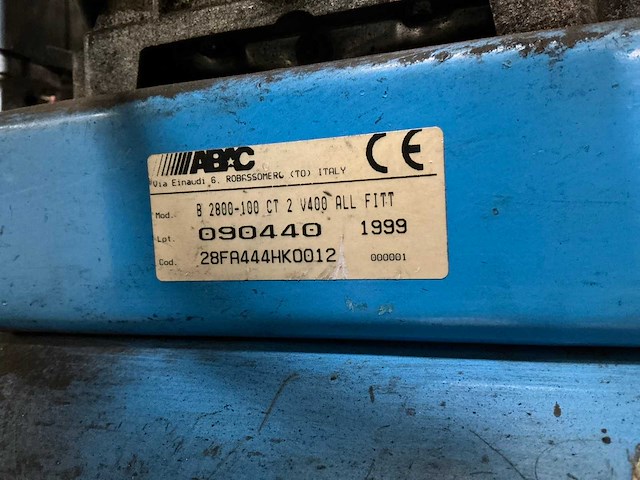 ABAC CE
Via Einaudi 6, ROBASSOMERO (TO) ITALY
Mod. B 2800-100 CT 2 V400 ALL FITT
Lpt. 090440 1999
Cod. 28FA444HK0012 000001